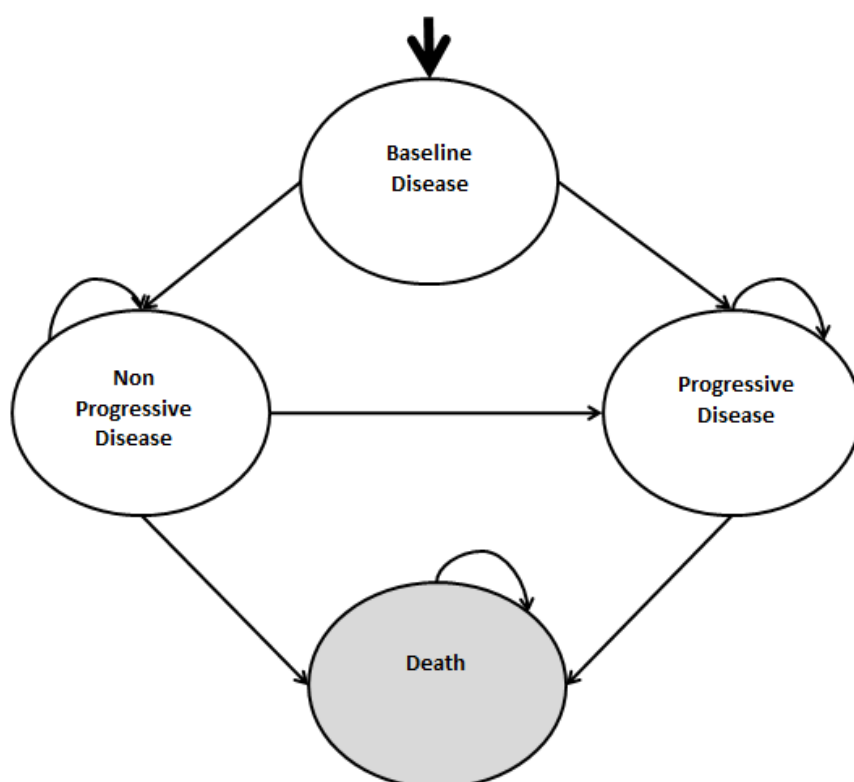 Baseline
Disease
Non
Progressive
Disease
Progressive
Disease
Death